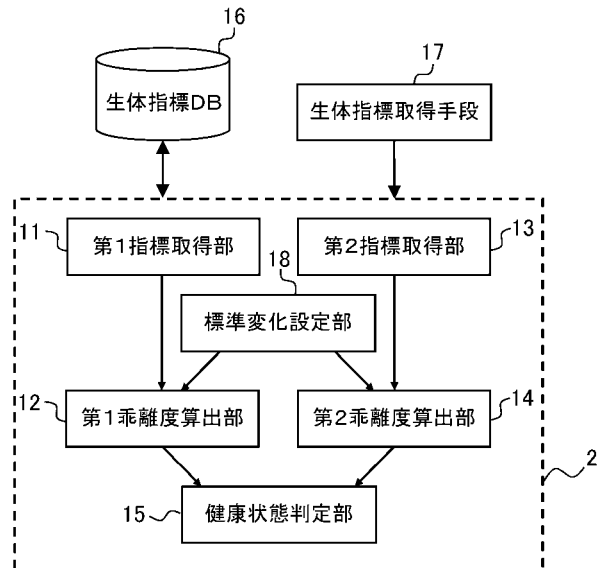 16
生体指標DB
17
生体指標取得手段
11
第1指標取得部
第2指標取得部
13
18
標準変化設定部
12
第1乖離度算出部
第2乖離度算出部
14
2
15
健康状態判定部